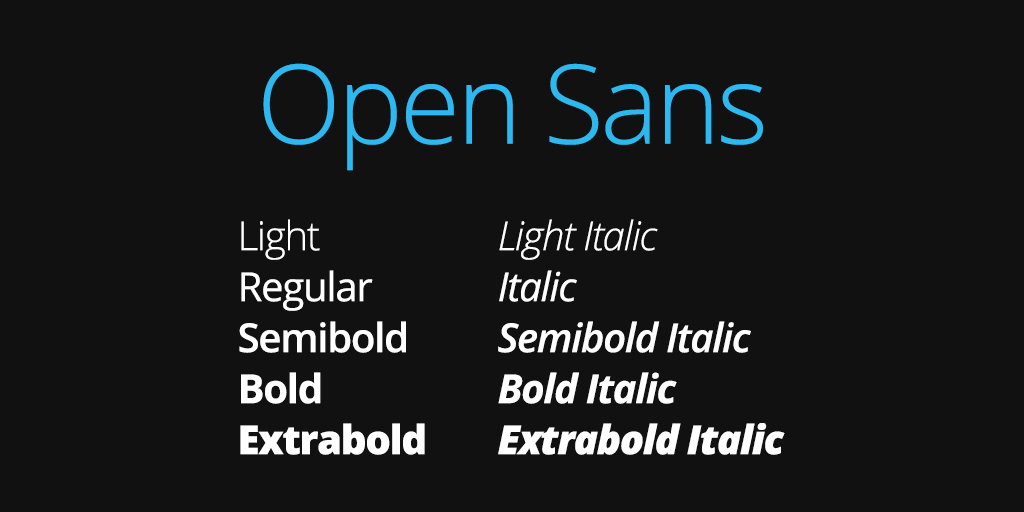 Open Sans
Light
Regular
Semibold
Bold
Extrabold
Light Italic
Italic
Semibold Italic
Bold Italic
Extrabold Italic